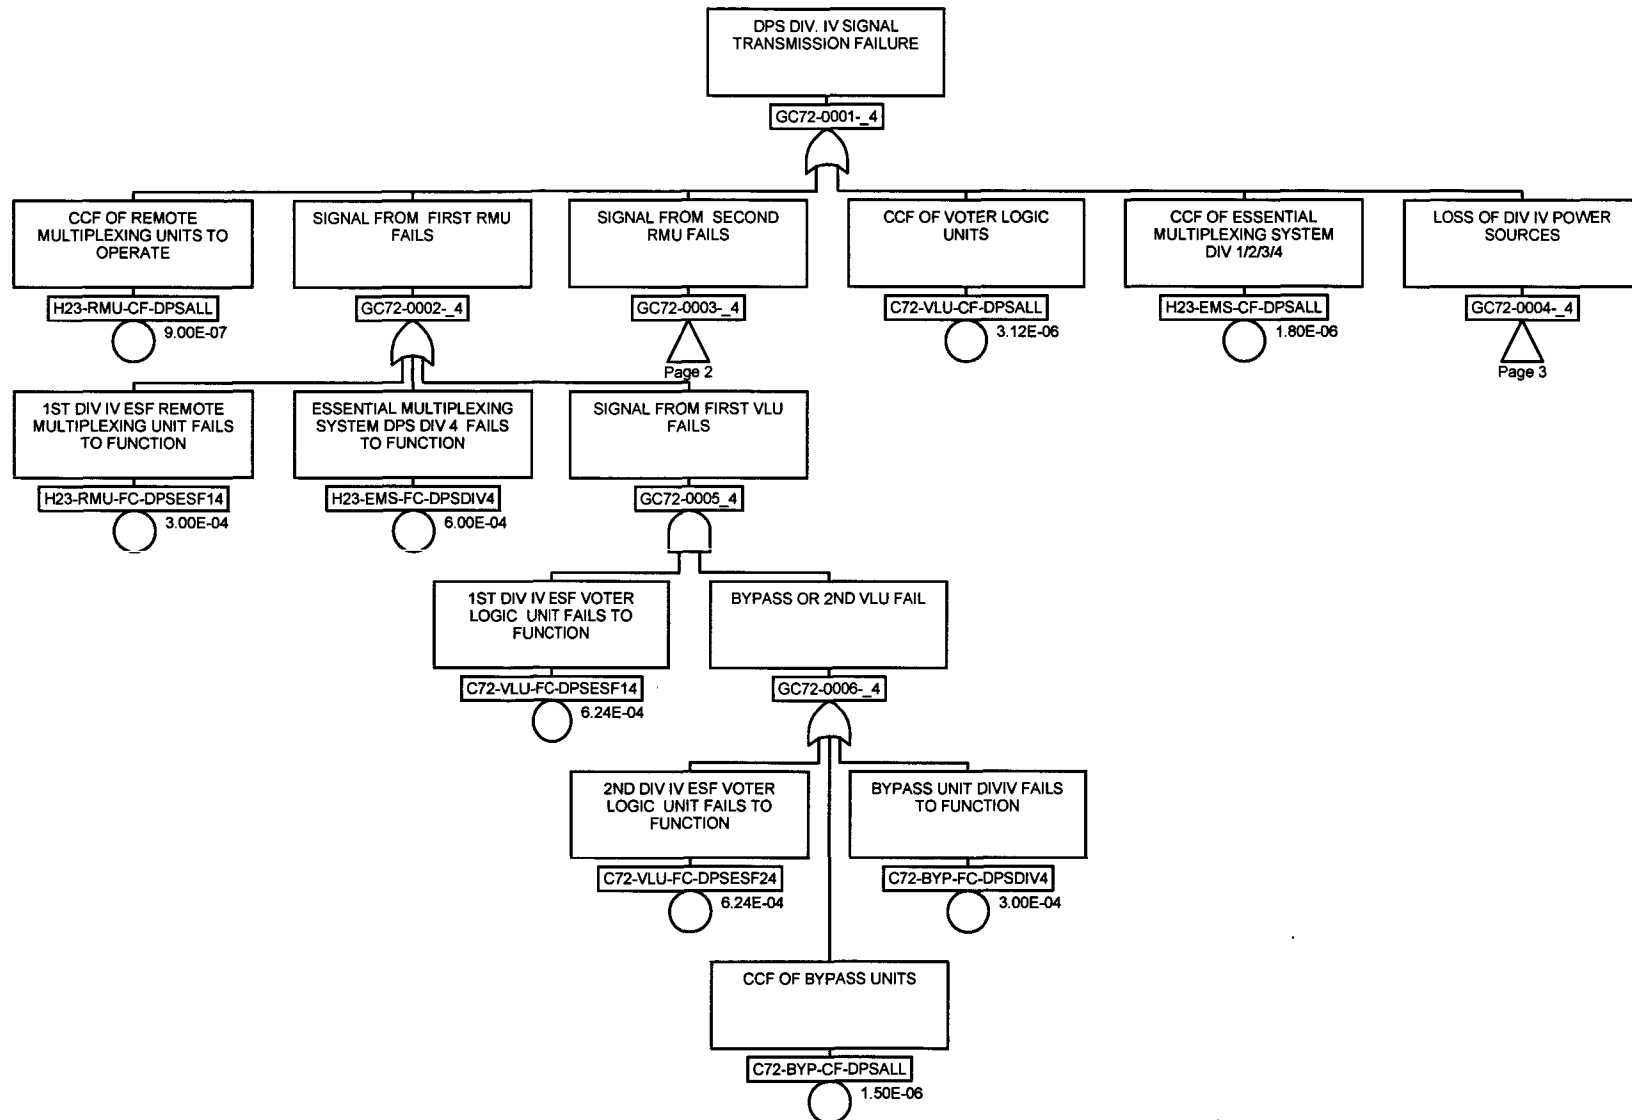 DPS DIV. IV SIGNAL
TRANSMISSION FAILURE
GC72-0001-_4
CCF OF REMOTE
MULTIPLEXING UNITS TO
OPERATE
H23-RMU-CF-DPSALL
9.00E-07
SIGNAL FROM FIRST RMU
FAILS
GC72-0002-_4
SIGNAL FROM SECOND
RMU FAILS
GC72-0003-_4
Page 2
CCF OF VOTER LOGIC
UNITS
C72-VLU-CF-DPSALL
3.12E-06
CCF OF ESSENTIAL
MULTIPLEXING SYSTEM
DIV 1/2/3/4
H23-EMS-CF-DPSALL
1.80E-06
LOSS OF DIV IV POWER
SOURCES
GC72-0004-_4
Page 3
1ST DIV IV ESF REMOTE
MULTIPLEXING UNIT FAILS
TO FUNCTION
H23-RMU-FC-DPSESF14
3.00E-04
ESSENTIAL MULTIPLEXING
SYSTEM DPS DIV 4 FAILS
TO FUNCTION
H23-EMS-FC-DPSDIV4
6.00E-04
SIGNAL FROM FIRST VLU
FAILS
GC72-0005_4
1ST DIV IV ESF VOTER
LOGIC UNIT FAILS TO
FUNCTION
C72-VLU-FC-DPSESF14
6.24E-04
BYPASS OR 2ND VLU FAIL
GC72-0006-_4
2ND DIV IV ESF VOTER
LOGIC UNIT FAILS TO
FUNCTION
C72-VLU-FC-DPSESF24
6.24E-04
BYPASS UNIT DIVIV FAILS
TO FUNCTION
C72-BYP-FC-DPSDIV4
3.00E-04
CCF OF BYPASS UNITS
C72-BYP-CF-DPSALL
1.50E-06